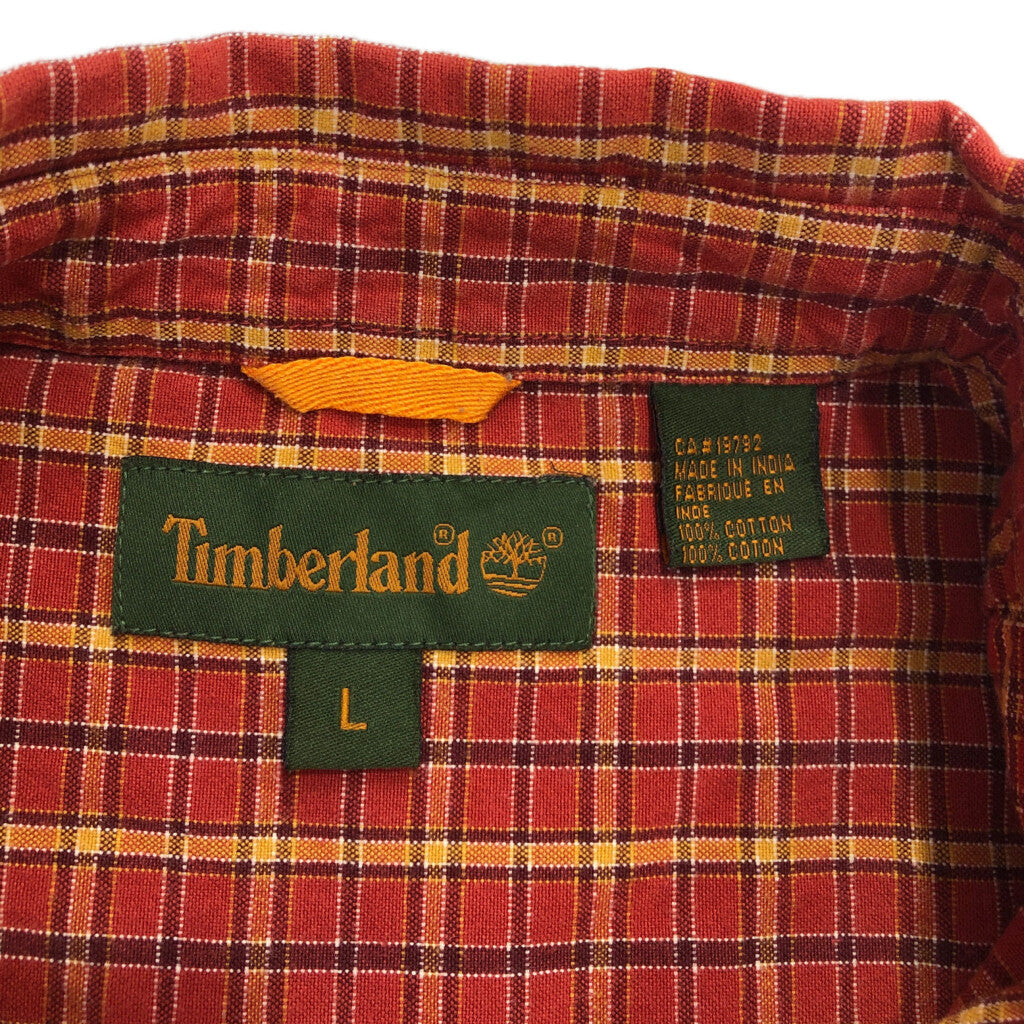 Timberland® ®
L
CA#19792
MADE IN INDIA
FABRIQUE EN
INDE
100% COTTON
100% COTON